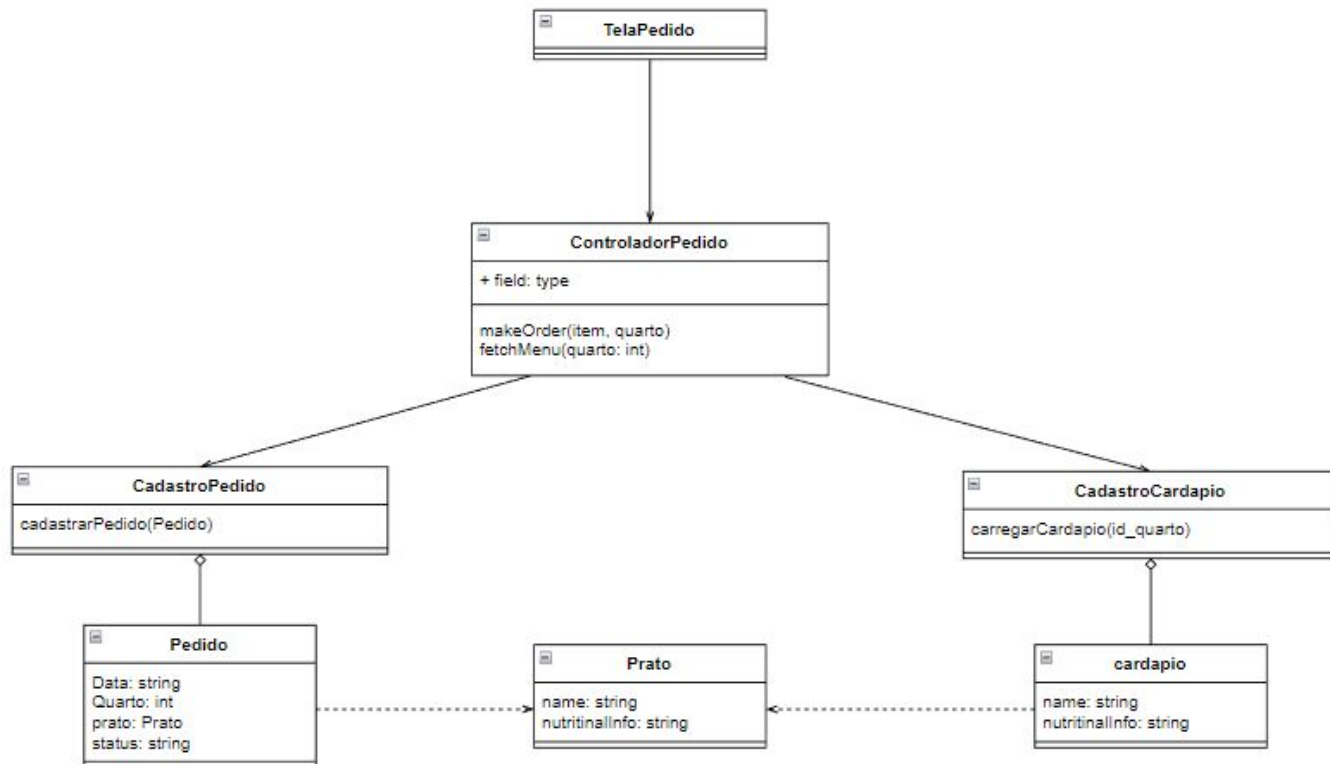 TelaPedido
ControladorPedido
+ field: type
makeOrder(item, quarto)
fetchMenu(quarto: int)
CadastroPedido
cadastrarPedido(Pedido)
CadastroCardapio
carregarCardapio(id_quarto)
Pedido
Data: string
Quarto: int
prato: Prato
status: string
Prato
name: string
nutritinalInfo: string
cardapio
name: string
nutritinalInfo: string